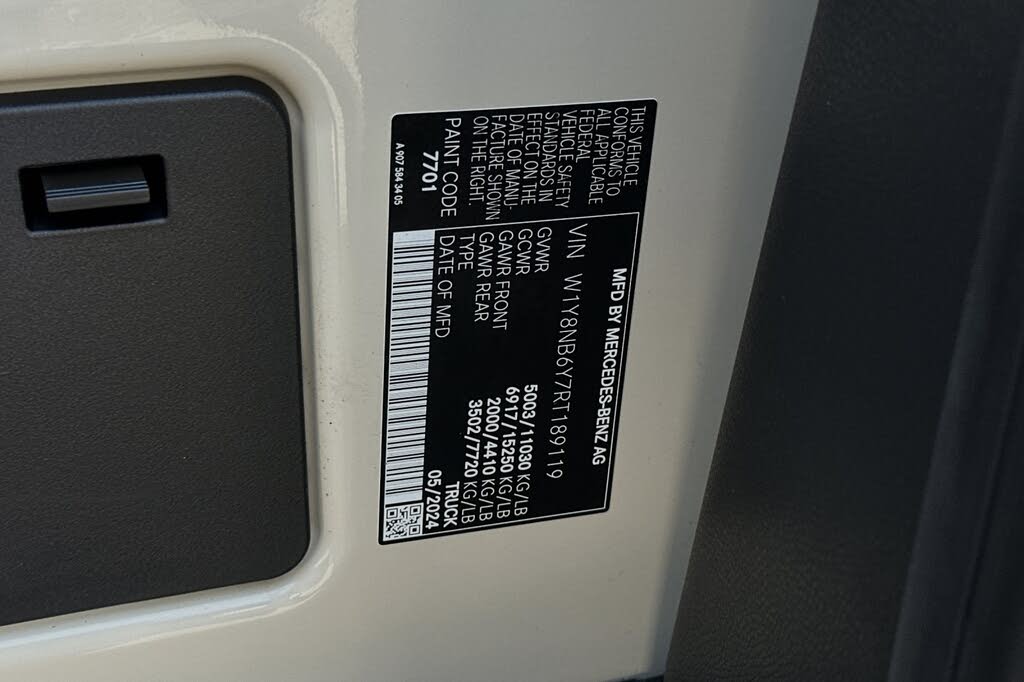 MFD BY MERCEDES-BENZ AG
THIS VEHICLE
CONFORMS TO
ALL APPLICABLE
FEDERAL
VEHICLE SAFETY
STANDARDS IN
EFFECT ON THE
DATE OF MANU-
FACTURE SHOWN
ON THE RIGHT.
PAINT CODE
7701
A 907 584 34 05
VIN W1Y8NB6Y7RT189119
GVWR 5003/11030 KG/LB
GCWR 6917/15250 KG/LB
GAWR FRONT 2000/4410 KG/LB
GAWR REAR 3502/7720 KG/LB
TYPE TRUCK
DATE OF MFD 05/2024